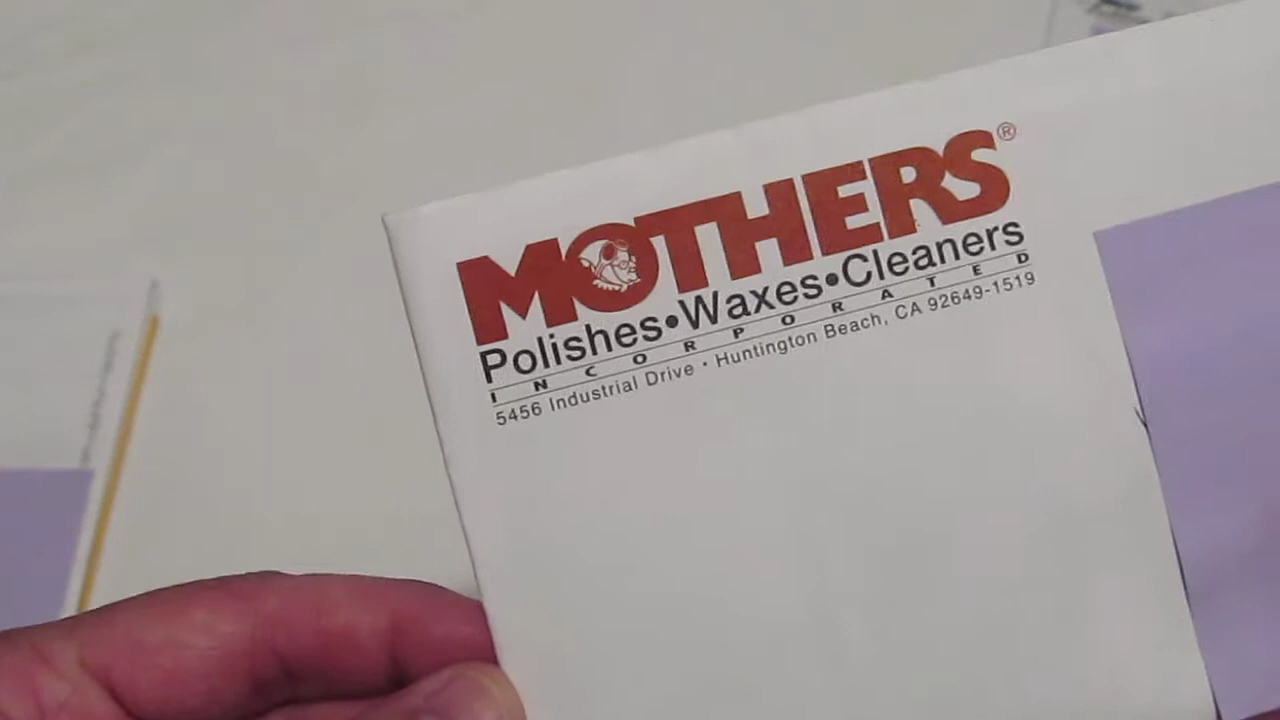 MOTHERS®
Polishes•Waxes•Cleaners
INCORPORATED
5456 Industrial Drive • Huntington Beach, CA 92649-1519